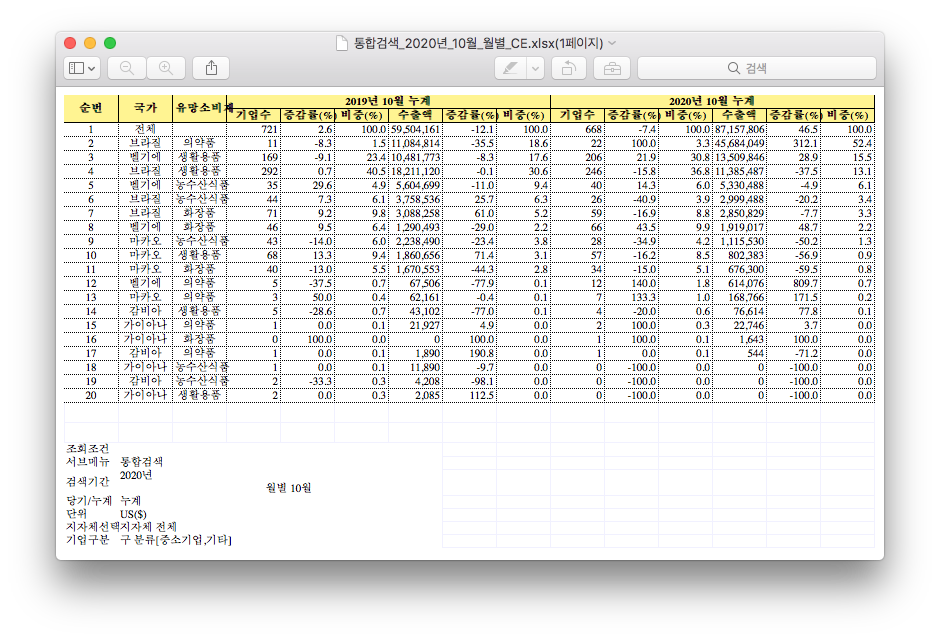 통합검색_2020년_10월_월별_CE.xlsx(1페이지)
검색
순번 국가 유망소비재 2019년 10월 누계 2020년 10월 누계
기업수 증감률(%) 비중(%) 수출액 증감률(%) 비중(%) 기업수 증감률(%) 비중(%) 수출액 증감률(%) 비중(%)
1 전체 721 2.6 100.0 59,504,161 -12.1 100.0 668 -7.4 100.0 87,157,806 46.5 100.0
2 브라질 의약품 11 -8.3 1.5 11,084,814 -35.5 18.6 22 100.0 3.3 45,684,049 312.1 52.4
3 벨기에 생활용품 169 -9.1 23.4 10,481,773 -8.3 17.6 206 21.9 30.8 13,509,846 28.9 15.5
4 브라질 생활용품 292 0.7 40.5 18,211,120 -0.1 30.6 246 -15.8 36.8 11,385,487 -37.5 13.1
5 벨기에 농수산식품 35 29.6 4.9 5,604,699 -11.0 9.4 40 14.3 6.0 5,330,488 -4.9 6.1
6 브라질 농수산식품 44 7.3 6.1 3,758,536 25.7 6.3 26 -40.9 3.9 2,999,488 -20.2 3.4
7 브라질 화장품 71 9.2 9.8 3,088,258 61.0 5.2 59 -16.9 8.8 2,850,829 -7.7 3.3
8 벨기에 화장품 46 9.5 6.4 1,290,493 -29.0 2.2 66 43.5 9.9 1,919,017 48.7 2.2
9 마카오 농수산식품 43 -14.0 6.0 2,238,490 -23.4 3.8 28 -34.9 4.2 1,115,530 -50.2 1.3
10 마카오 생활용품 68 13.3 9.4 1,860,656 71.4 3.1 57 -16.2 8.5 802,383 -56.9 0.9
11 마카오 화장품 40 -13.0 5.5 1,670,553 -44.3 2.8 34 -15.0 5.1 676,300 -59.5 0.8
12 벨기에 의약품 5 -37.5 0.7 67,506 -77.9 0.1 12 140.0 1.8 614,076 809.7 0.7
13 마카오 의약품 3 50.0 0.4 62,161 -0.4 0.1 7 133.3 1.0 168,766 171.5 0.2
14 감비아 생활용품 5 -28.6 0.7 43,102 -77.0 0.1 4 -20.0 0.6 76,614 77.8 0.1
15 가이아나 의약품 1 0.0 0.1 21,927 4.9 0.0 2 100.0 0.3 22,746 3.7 0.0
16 가이아나 화장품 0 100.0 0.0 0 100.0 0.0 1 100.0 0.1 1,643 100.0 0.0
17 감비아 의약품 1 0.0 0.1 1,890 190.8 0.0 1 0.0 0.1 544 -71.2 0.0
18 가이아나 농수산식품 1 0.0 0.1 11,890 -9.7 0.0 0 -100.0 0.0 0 -100.0 0.0
19 감비아 농수산식품 2 -33.3 0.3 4,208 -98.1 0.0 0 -100.0 0.0 0 -100.0 0.0
20 가이아나 생활용품 2 0.0 0.3 2,085 112.5 0.0 0 -100.0 0.0 0 -100.0 0.0
조회조건
서브메뉴 통합검색
검색기간 2020년
월별 10월
당기/누계 누계
단위 US($)
지자체선택 지자체 전체
기업구분 구 분류[중소기업,기타]